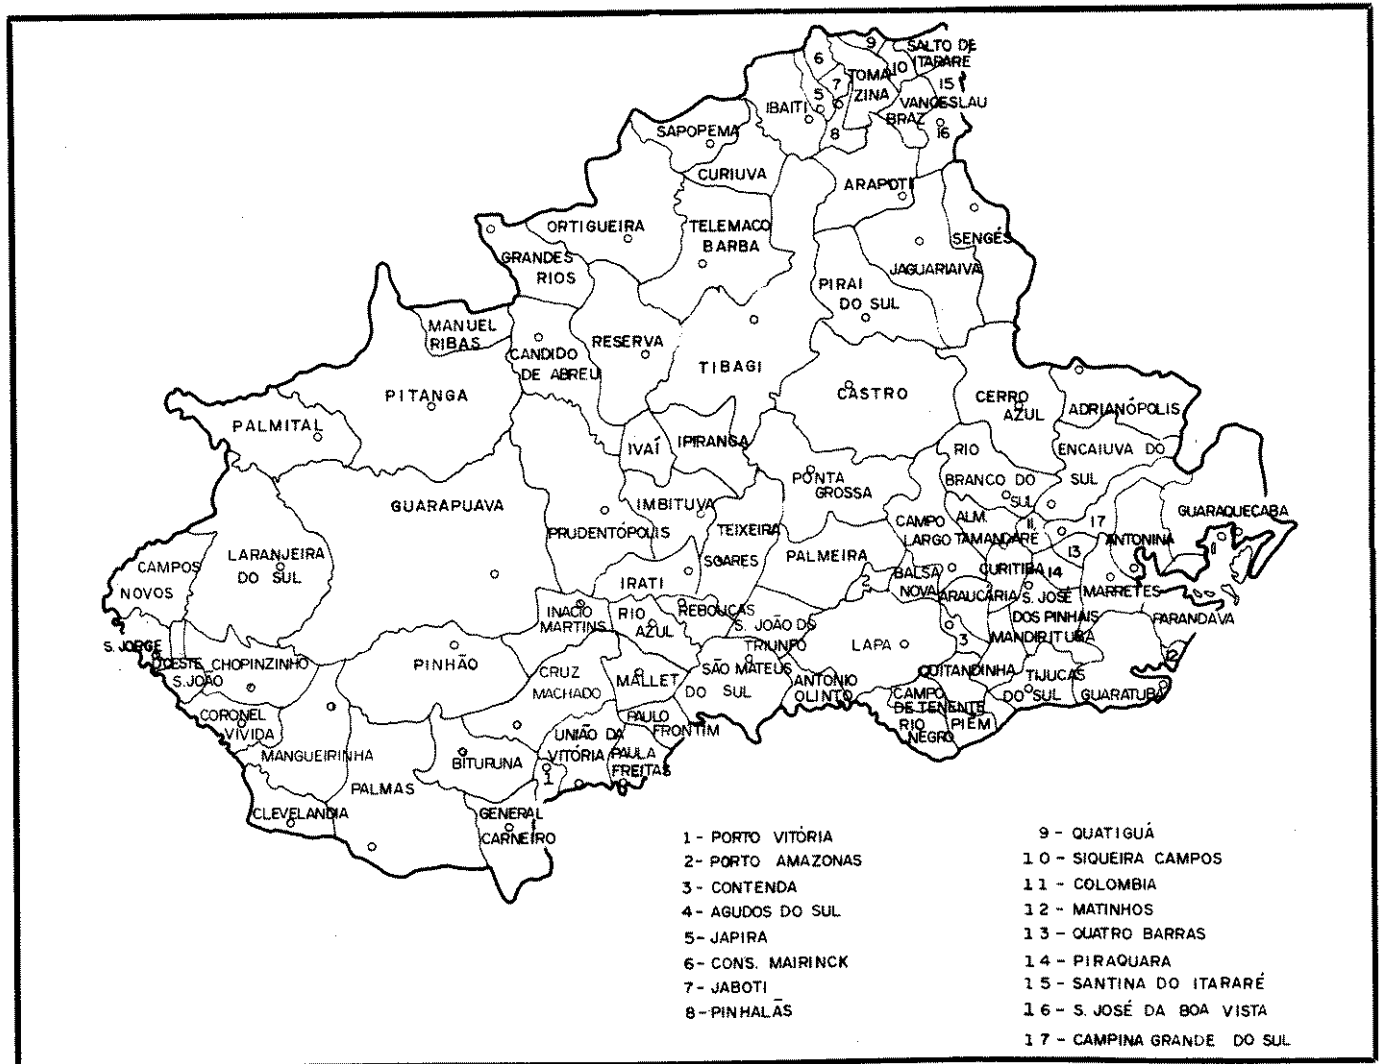 9
SALTO DE
ITARARÉ
6
10
TOMA
ZINA
7
15
5
IBAITI
VANCESLAU
BRAZ
8
16
SAPOPEMA
CURIUVA
ARAPOTI
ORTIGUEIRA
TELEMACO
BARBA
SENGÉS
GRANDES
RIOS
JAGUARIAIVA
PIRAI
DO SUL
MANUEL
RIBAS
CANDIDO
DE ABREU
RESERVA
TIBAGI
PITANGA
CASTRO
CERRO
AZUL
ADRIANÓPOLIS
PALMITAL
IVAÍ
IPIRANGA
RIO
BRANCO DO
SUL
ENCAIUVA DO
SUL
PONTA
GROSSA
GUARAPUAVA
IMBITUVA
PRUDENTÓPOLIS
TEIXEIRA
SOARES
CAMPO
LARGO
ALM.
TAMANDARÉ
11
17
GUARAQUEÇABA
ANTONINA
13
LARANJEIRA
DO SUL
CAMPOS
NOVOS
PALMEIRA
IRATI
2
BALSA
NOVA
CURITIBA
14
ARAUCÁRIA
S. JOSÉ
DOS PINHAIS
MARRETES
PARANDAVA
INACIO
MARTINS
RIO
AZUL
REBOUÇAS
S. JOÃO DO
TRIUNFO
LAPA
3
MANDIRITUBA
12
S. JORGE
D'OESTE
S. JOÃO
CHOPINZINHO
PINHÃO
CRUZ
MACHADO
MALLET
SÃO MATEUS
DO SUL
ANTONIO
OLINTO
QUITANDINHA
TIJUCAS
DO SUL
GUARATUBA
CAMPO
DE TENENTE
RIO
NEGRO
PIÊM
CORONEL
VIVIDA
MANGUEIRINHA
PAULO
FRONTIM
UNIÃO DA
VITÓRIA
PAULA
FREITAS
BITURUNA
1
PALMAS
CLEVELANDIA
GENERAL
CARNEIRO
1 - PORTO VITÓRIA
2 - PORTO AMAZONAS
3 - CONTENDA
4 - AGUDOS DO SUL
5 - JAPIRA
6 - CONS. MAIRINCK
7 - JABOTI
8 - PINHALÃS
9 - QUATIGUÁ
10 - SIQUEIRA CAMPOS
11 - COLOMBIA
12 - MATINHOS
13 - QUATRO BARRAS
14 - PIRAQUARA
15 - SANTINA DO ITARARÉ
16 - S. JOSÉ DA BOA VISTA
17 - CAMPINA GRANDE DO SUL